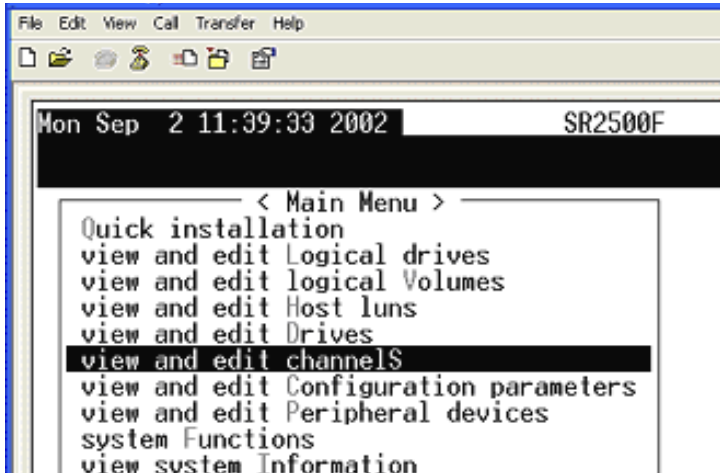 File Edit View Call Transfer Help
Mon Sep 2 11:39:33 2002 SR2500F
< Main Menu >
Quick installation
view and edit Logical drives
view and edit logical Volumes
view and edit Host luns
view and edit Drives
view and edit channelS
view and edit Configuration parameters
view and edit Peripheral devices
system Functions
view system Information